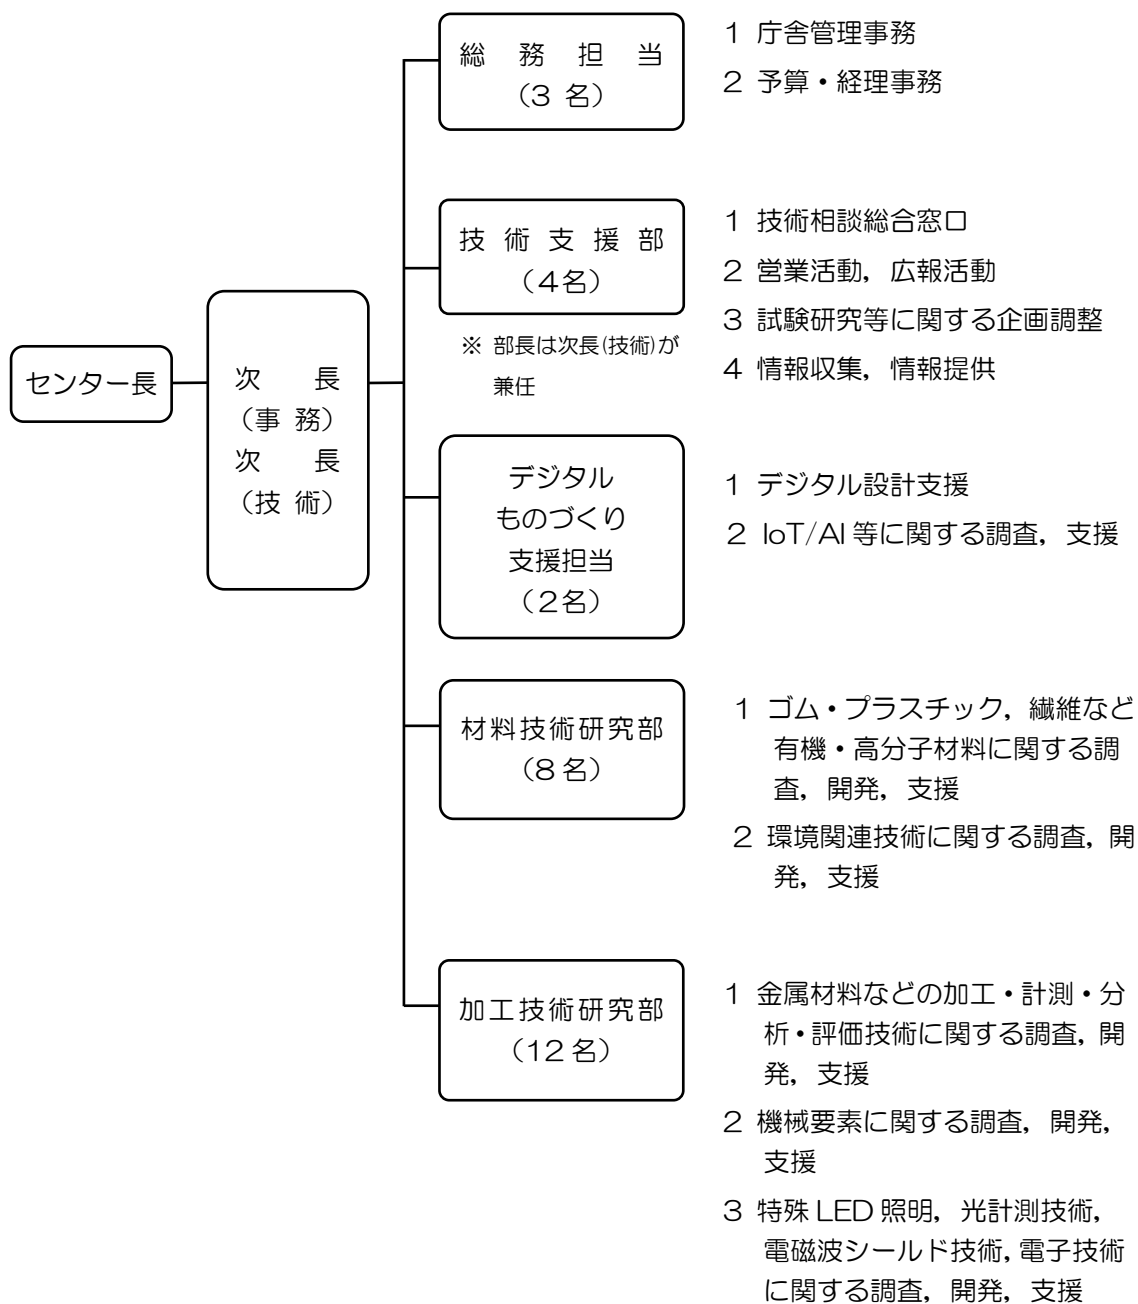 センター長
次　　長
（事 務）
次　　長
（技 術）
総　務　担　当
（3 名）
1 庁舎管理事務
2 予算・経理事務
技 術 支 援 部
（4名）
※ 部長は次長(技術)が
兼任
1 技術相談総合窓口
2 営業活動，広報活動
3 試験研究等に関する企画調整
4 情報収集，情報提供
デジタル
ものづくり
支援担当
（2名）
1 デジタル設計支援
2 IoT/AI 等に関する調査，支援
材料技術研究部
（8 名）
1 ゴム・プラスチック，繊維など
有機・高分子材料に関する調
査，開発，支援
2 環境関連技術に関する調査，開
発，支援
加工技術研究部
（12 名）
1 金属材料などの加工・計測・分
析・評価技術に関する調査，開
発，支援
2 機械要素に関する調査，開発，
支援
3 特殊 LED 照明，光計測技術，
電磁波シールド技術，電子技術
に関する調査，開発，支援